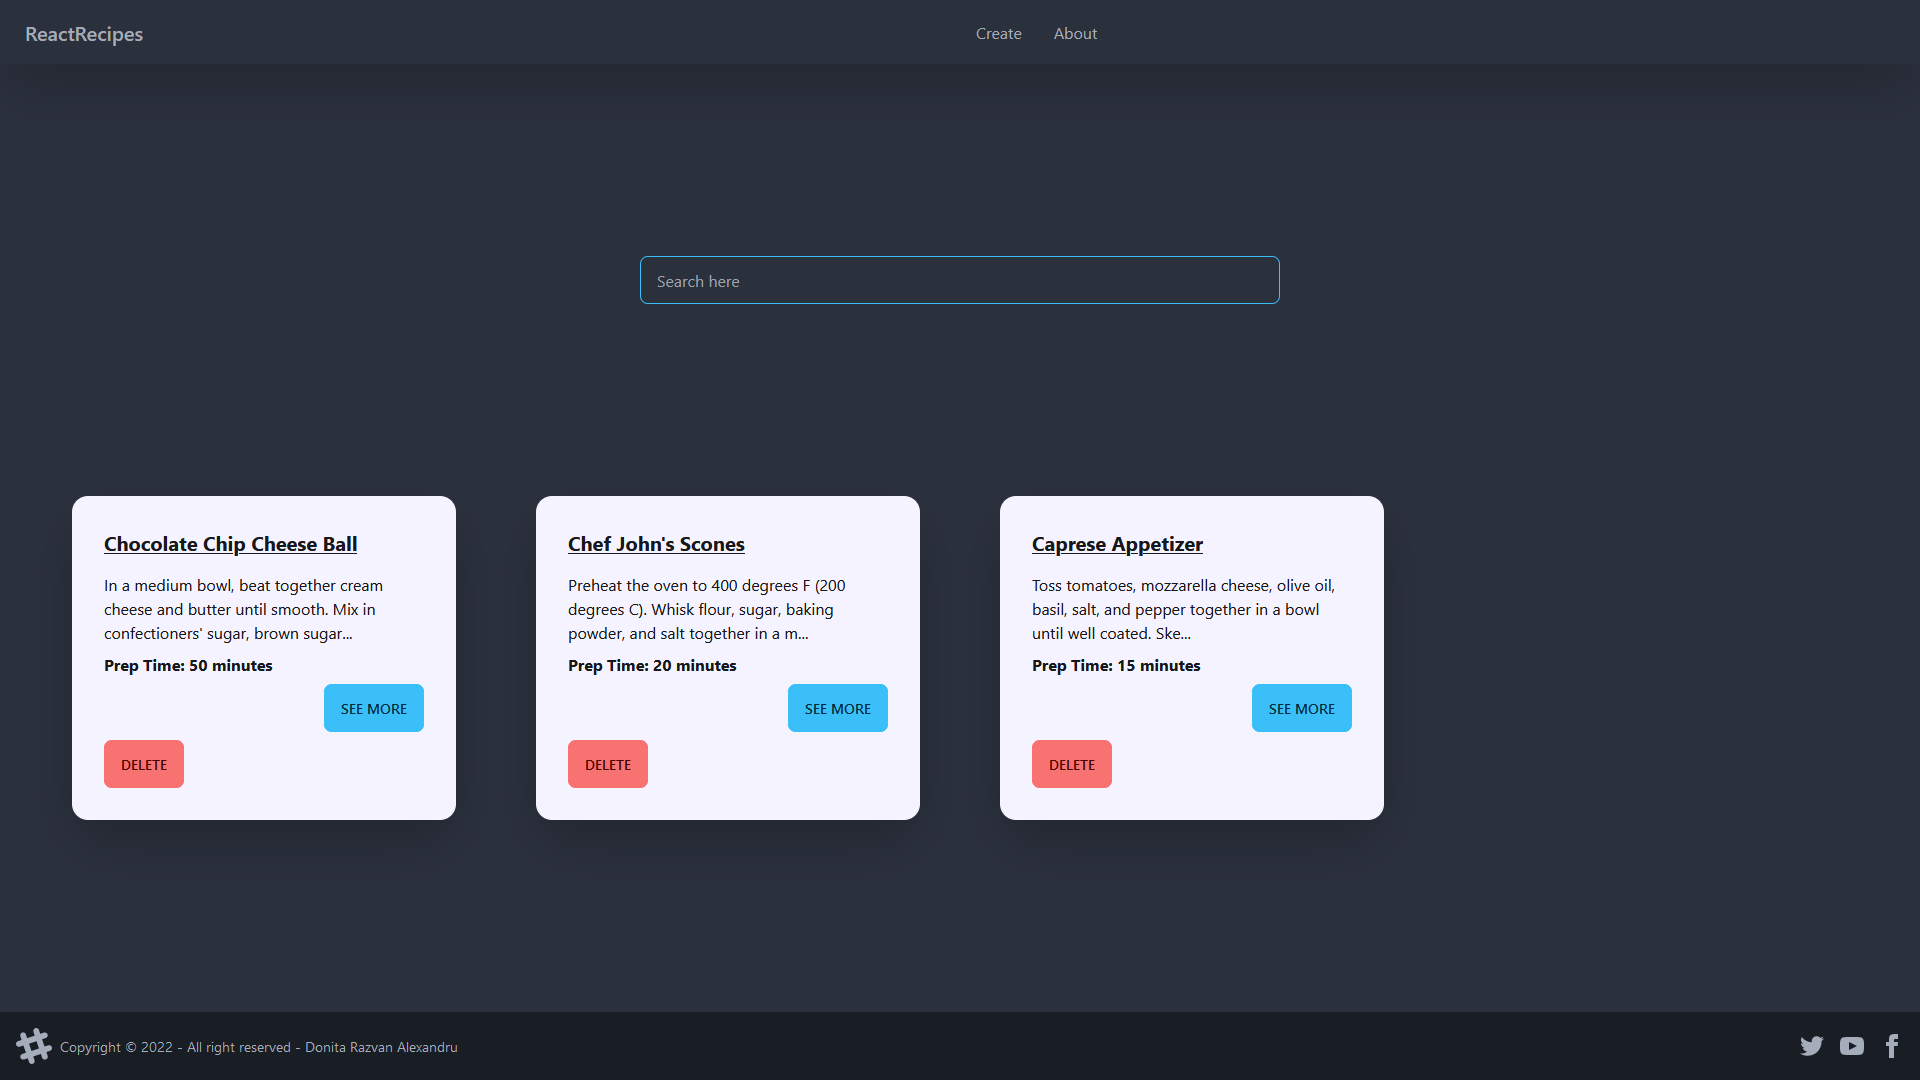 ReactRecipes
Create
About
Search here
Chocolate Chip Cheese Ball
In a medium bowl, beat together cream
cheese and butter until smooth. Mix in
confectioners' sugar, brown sugar...
Prep Time: 50 minutes
SEE MORE
DELETE
Chef John's Scones
Preheat the oven to 400 degrees F (200
degrees C). Whisk flour, sugar, baking
powder, and salt together in a m...
Prep Time: 20 minutes
SEE MORE
DELETE
Caprese Appetizer
Toss tomatoes, mozzarella cheese, olive oil,
basil, salt, and pepper together in a bowl
until well coated. Ske...
Prep Time: 15 minutes
SEE MORE
DELETE
Copyright © 2022 - All right reserved - Donita Razvan Alexandru